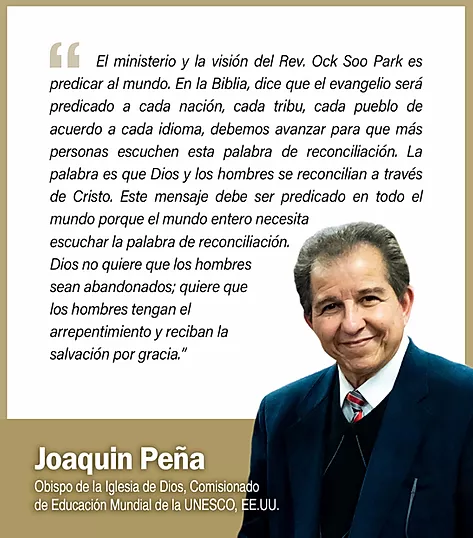 “ El ministerio y la visión del Rev. Ock Soo Park es
predicar al mundo. En la Biblia, dice que el evangelio será
predicado a cada nación, cada tribu, cada pueblo de
acuerdo a cada idioma, debemos avanzar para que más
personas escuchen esta palabra de reconciliación. La
palabra es que Dios y los hombres se reconcilian a través
de Cristo. Este mensaje debe ser predicado en todo el
mundo porque el mundo entero necesita
escuchar la palabra de reconciliación.
Dios no quiere que los hombres
sean abandonados; quiere que
los hombres tengan el
arrepentimiento y reciban la
salvación por gracia.“
Joaquin Peña
Obispo de la Iglesia de Dios, Comisionado
de Educación Mundial de la UNESCO, EE.UU.